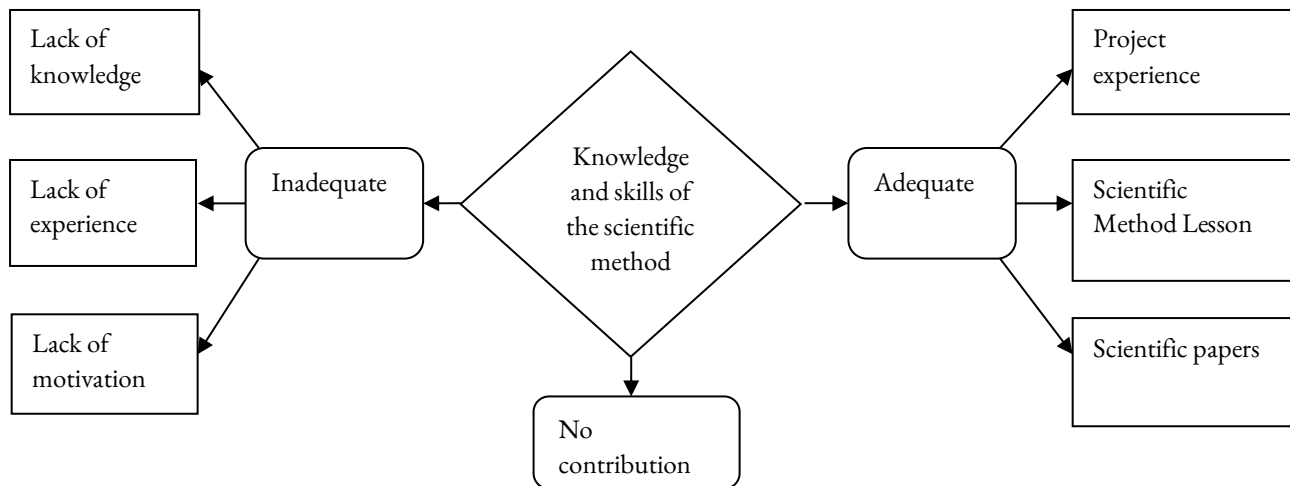 Lack of
knowledge
Lack of
experience
Lack of
motivation
Inadequate
Knowledge
and skills of
the scientific
method
No
contribution
Adequate
Project
experience
Scientific
Method Lesson
Scientific papers